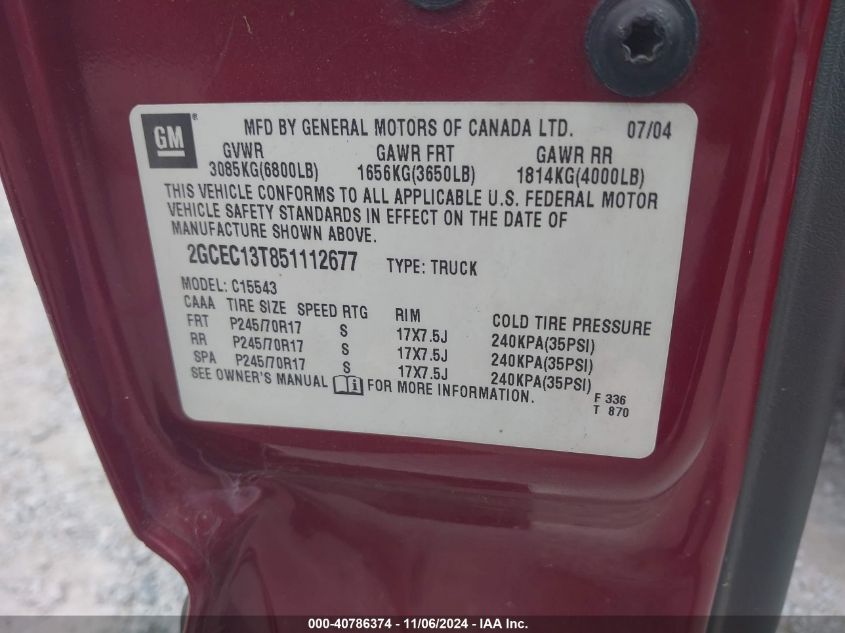 GM ® MFD BY GENERAL MOTORS OF CANADA LTD. 07/04
GVWR GAWR FRT GAWR RR
3085KG(6800LB) 1656KG(3650LB) 1814KG(4000LB)
THIS VEHICLE CONFORMS TO ALL APPLICABLE U.S. FEDERAL MOTOR
VEHICLE SAFETY STANDARDS IN EFFECT ON THE DATE OF
MANUFACTURE SHOWN ABOVE.
2GCEC13T851112677 TYPE: TRUCK
MODEL: C15543
CAAA TIRE SIZE SPEED RTG RIM COLD TIRE PRESSURE
FRT P245/70R17 S 17X7.5J 240KPA(35PSI)
RR P245/70R17 S 17X7.5J 240KPA(35PSI)
SPA P245/70R17 S 17X7.5J 240KPA(35PSI)
SEE OWNER'S MANUAL i FOR MORE INFORMATION.
F 336
T 870
000-40786374 - 11/06/2024 - IAA Inc.